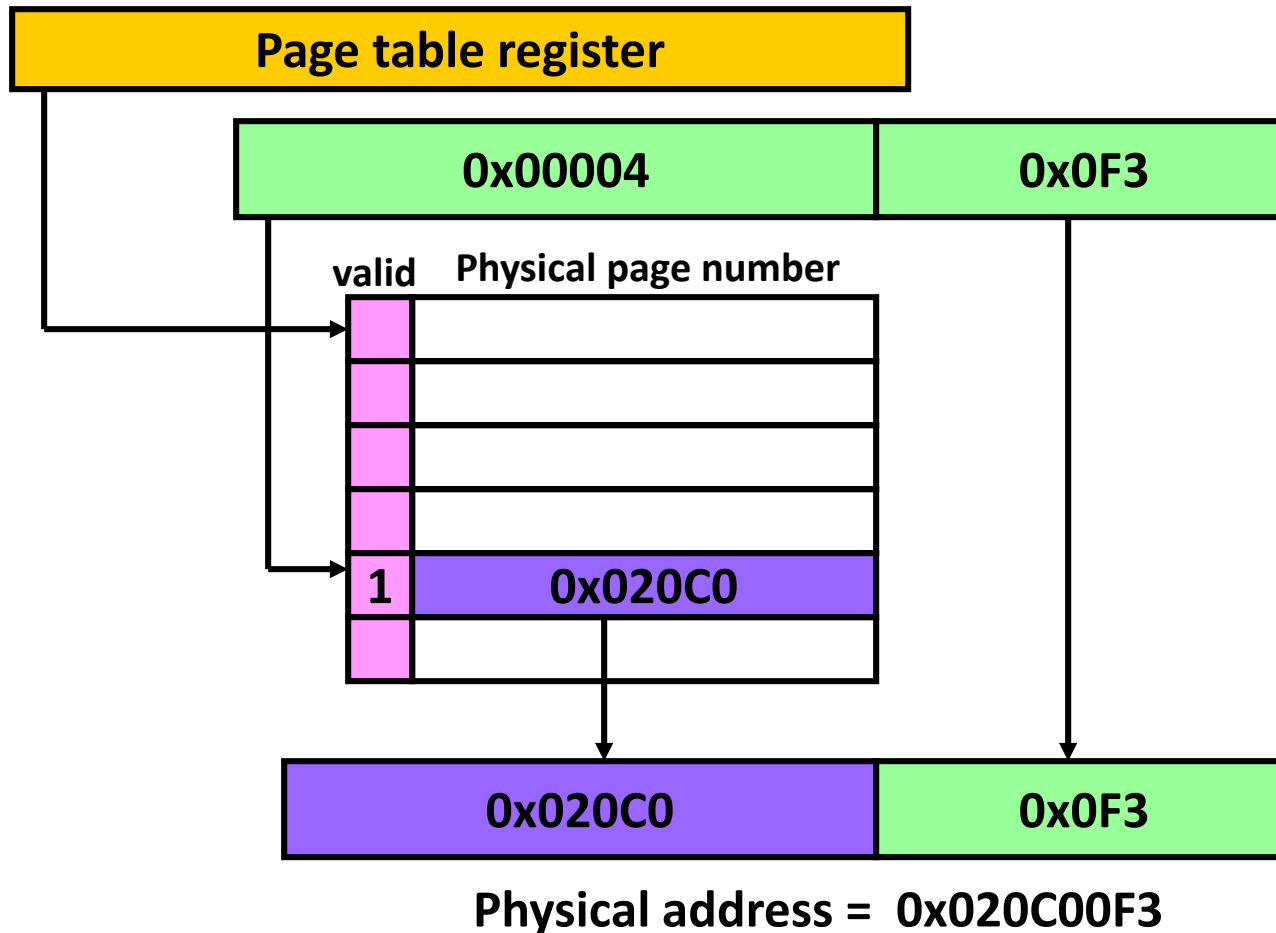 Page table register
0x00004 0x0F3
valid Physical page number
1 0x020C0
0x020C0 0x0F3
Physical address = 0x020C00F3